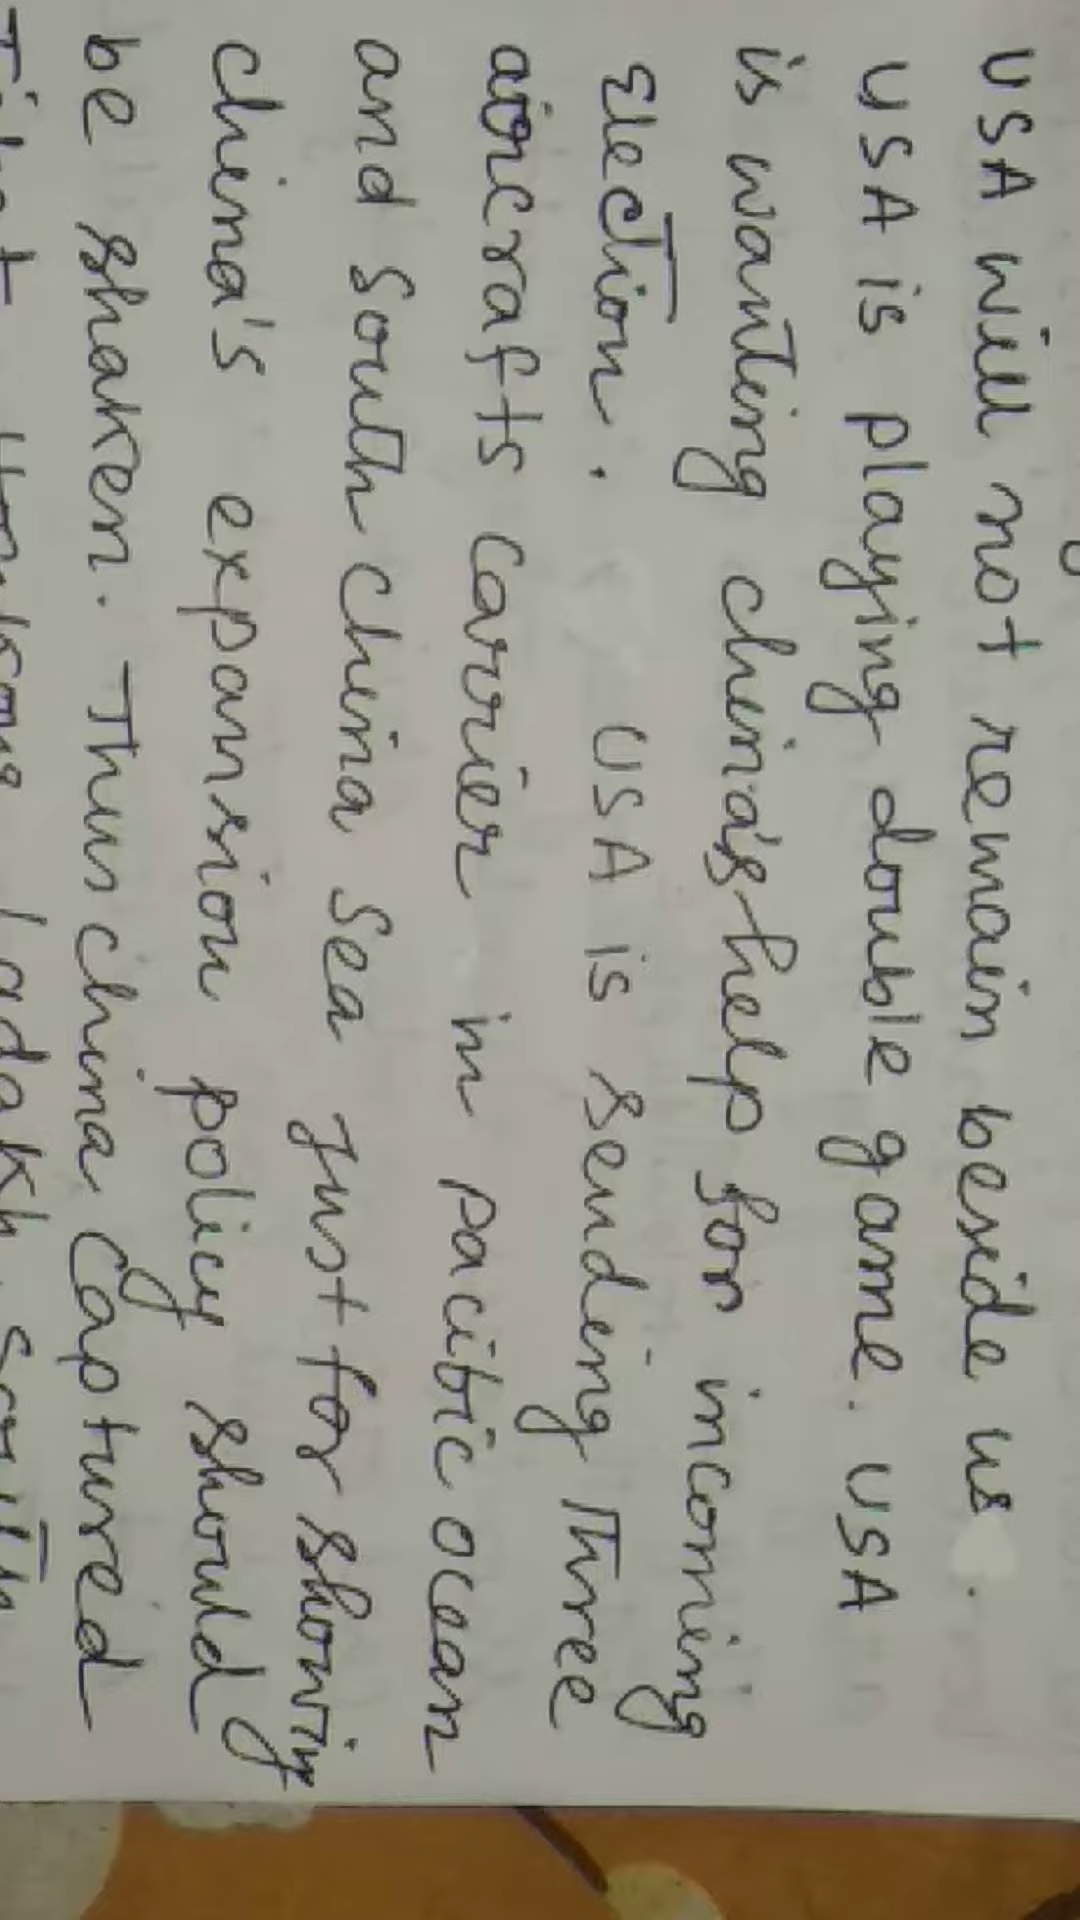 USA will not remain beside us.
USA is playing double game. USA
is wanting china's help for incoming
Election. USA is sending three
aircrafts carrier in pacific ocean
and South China Sea just for showing
china's expansion policy should
be shaken. Thus china captured